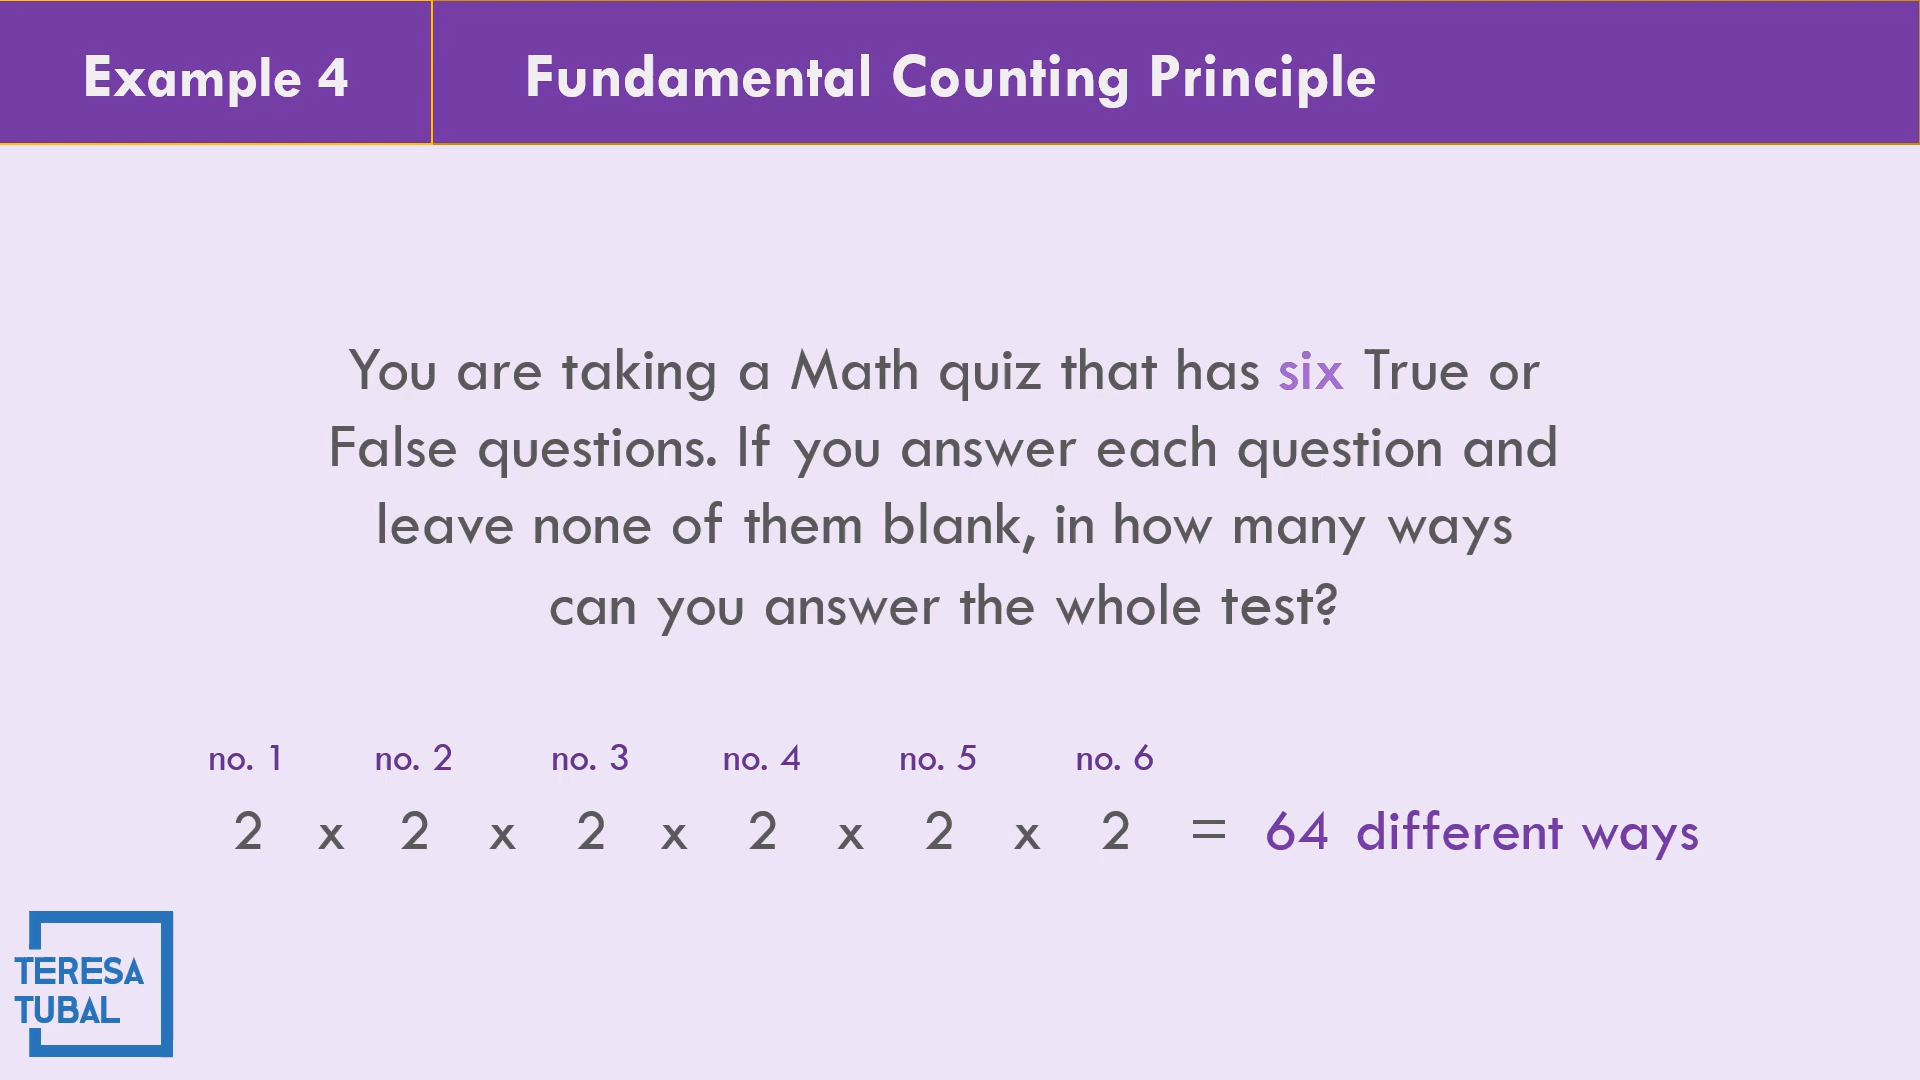 Example 4
Fundamental Counting Principle
You are taking a Math quiz that has six True or
False questions. If you answer each question and
leave none of them blank, in how many ways
can you answer the whole test?
no. 1 no. 2 no. 3 no. 4 no. 5 no. 6
2 x 2 x 2 x 2 x 2 x 2 = 64 different ways
TERESA
TUBAL